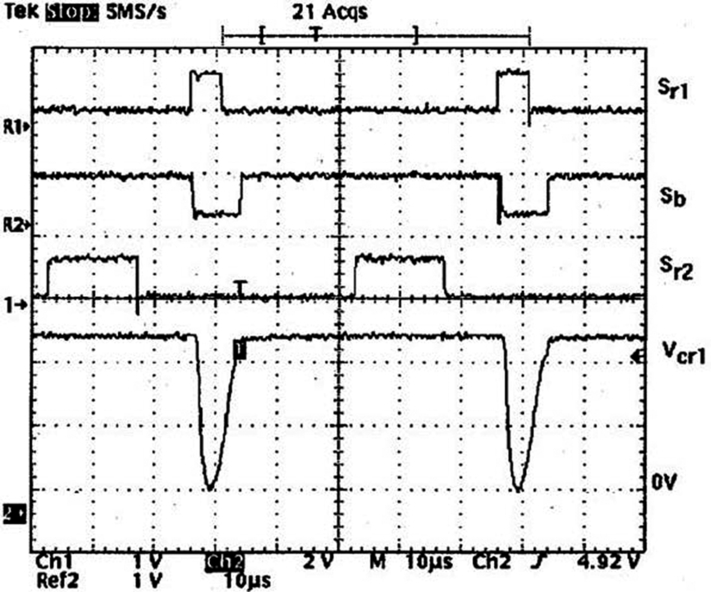 Tek Stop 5MS/s 21 Acqs
T
Sr1
R1
Sb
R2
Sr2
T
1
1
Vcr1
0V
2
Ch1 1 V Ch2 2 V M 10µs Ch2 ƒ 4.92 V
Ref2 1 V 10µs